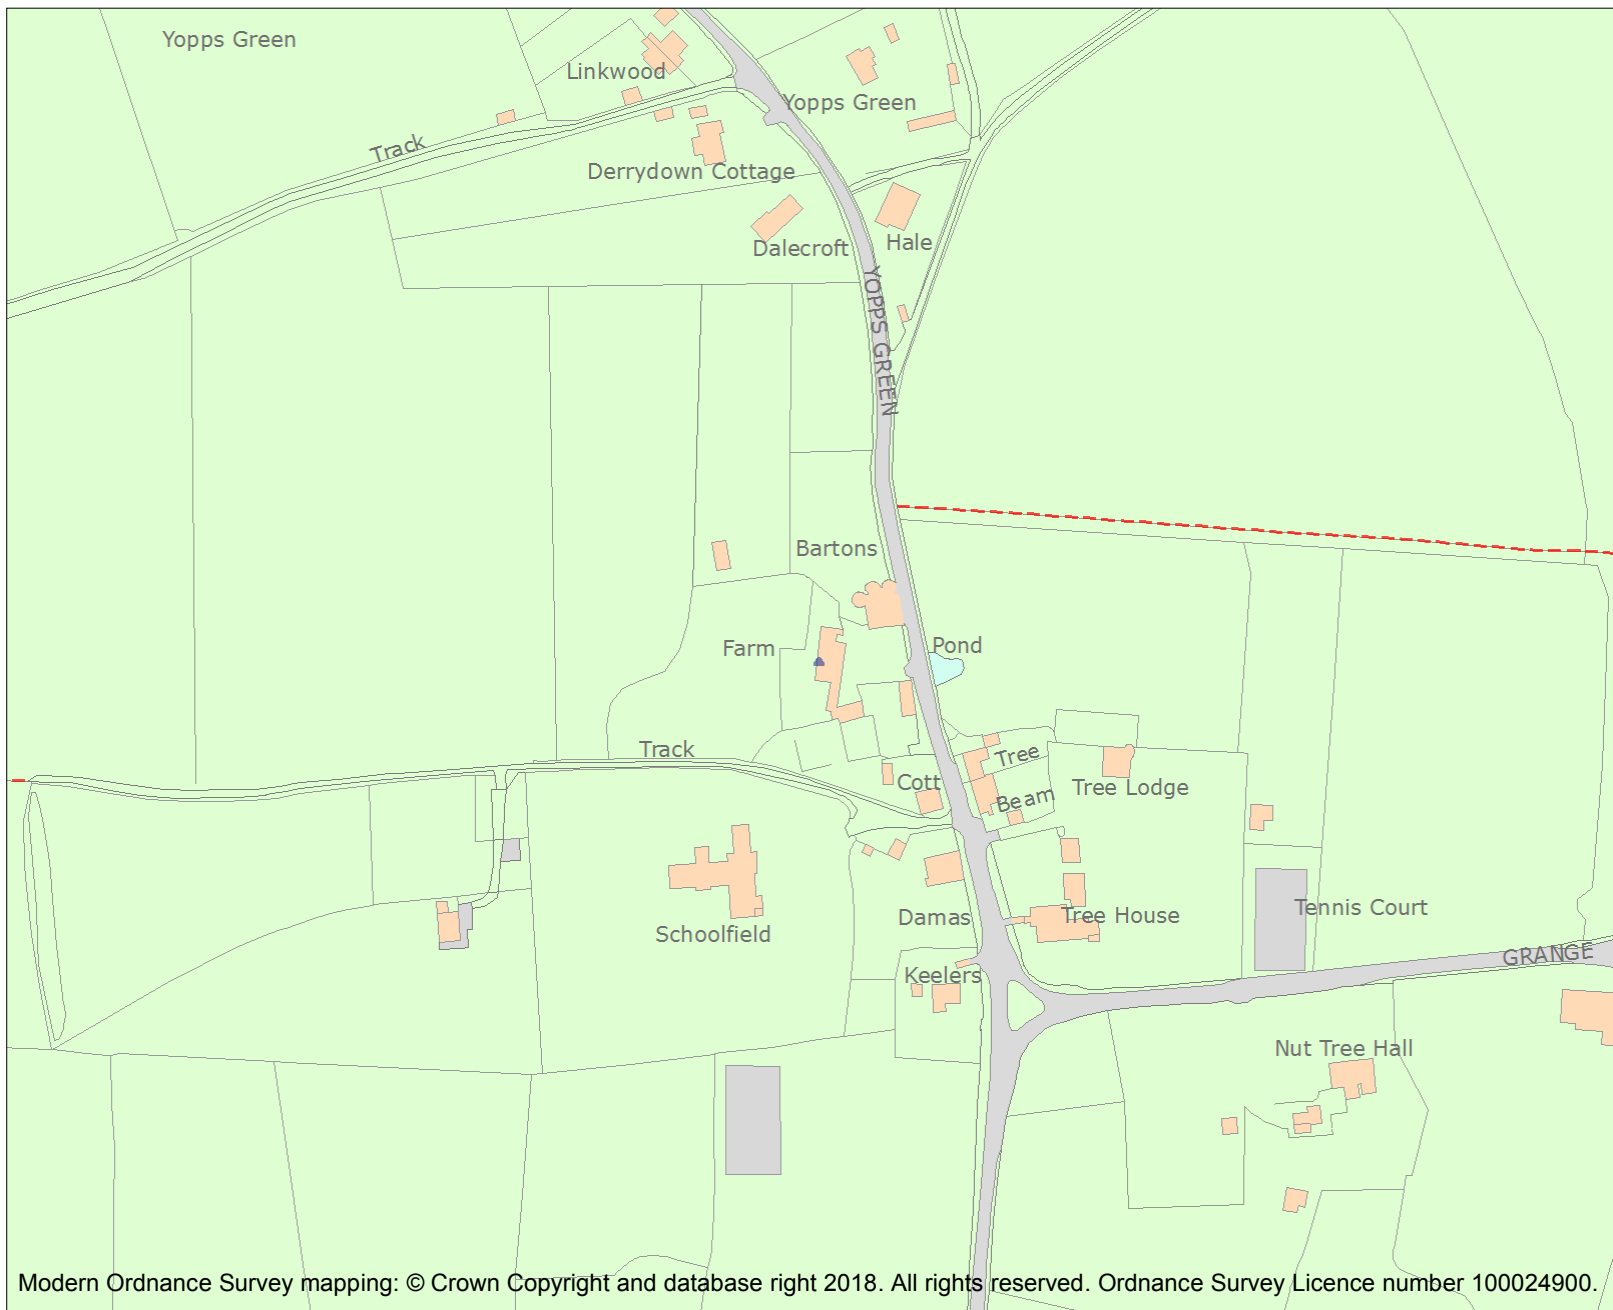 Yopps Green
Linkwood
Yopps Green
Track
Derrydown Cottage
Dalecroft
Hale
YOPPS GREEN
Bartons
Farm
Pond
Track
Tree
Cott
Beam
Tree Lodge
Schoolfield
Damas
Tree House
Tennis Court
Keelers
GRANGE
Nut Tree Hall
Modern Ordnance Survey mapping: © Crown Copyright and database right 2018. All rights reserved. Ordnance Survey Licence number 100024900.